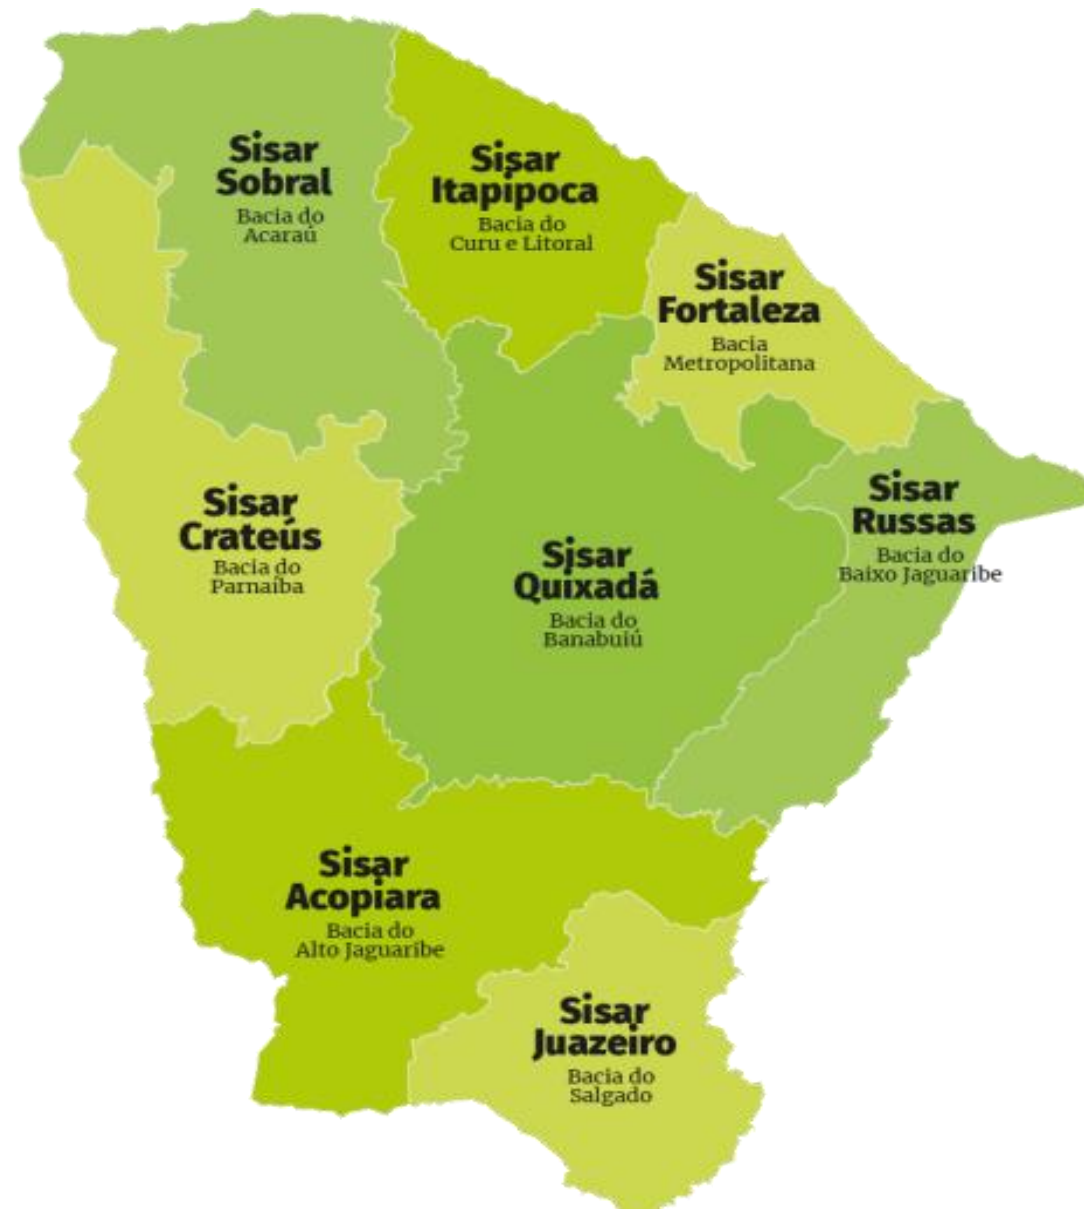 Sisar
Sobral
Bacia do
Acaraú
Sisar
Itapipoca
Bacia do
Curu e Litoral
Sisar
Fortaleza
Bacia
Metropolitana
Sisar
Crateús
Bacia do
Parnaíba
Sisar
Quixadá
Bacia do
Banabuiú
Sisar
Russas
Bacia do
Baixo Jaguaribe
Sisar
Acopiara
Bacia do
Alto Jaguaribe
Sisar
Juazeiro
Bacia do
Salgado